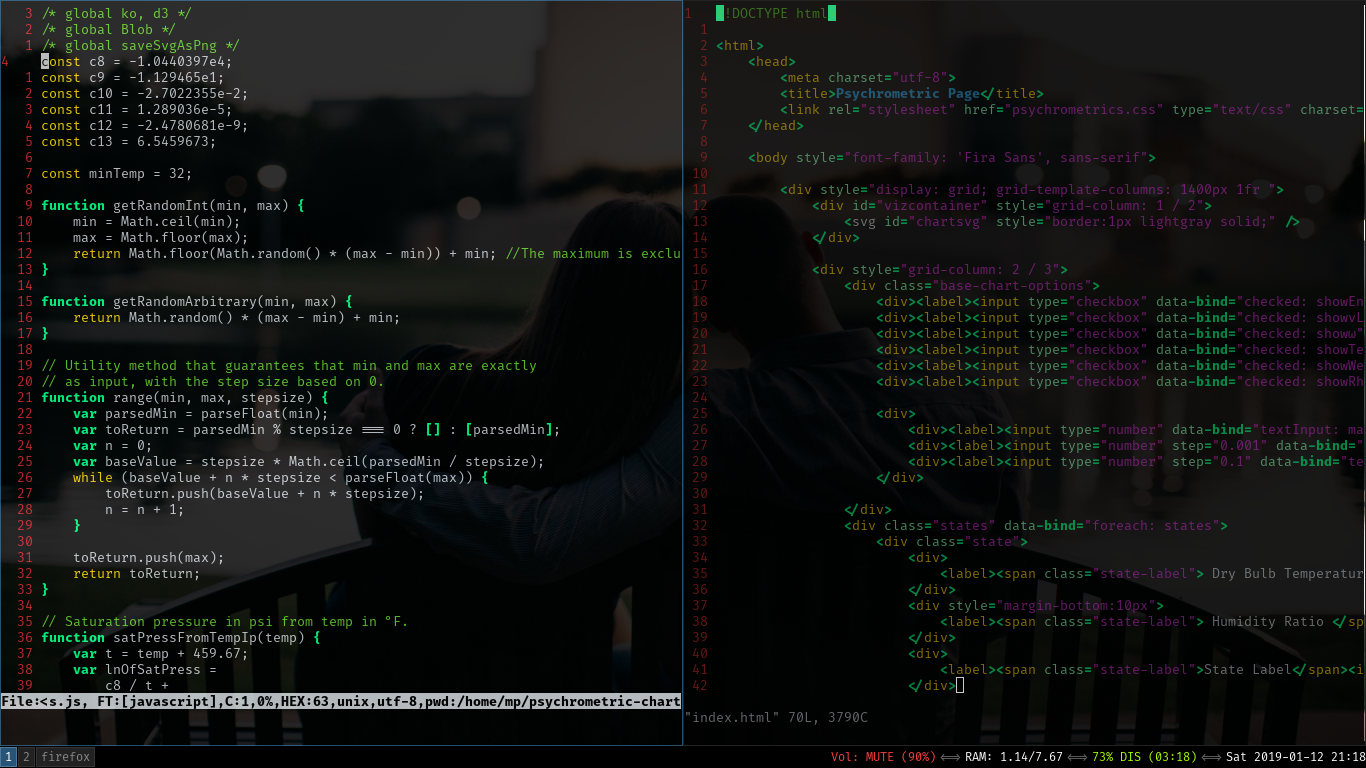 3 /* global ko, d3 */
2 /* global Blob */
1 /* global saveSvgAsPng */
4 const c8 = -1.0440397e4;
1 const c9 = -1.129465e1;
2 const c10 = -2.7022355e-2;
3 const c11 = 1.289036e-5;
4 const c12 = -2.4780681e-9;
5 const c13 = 6.5459673;
6
7 const minTemp = 32;
8
9 function getRandomInt(min, max) {
10 min = Math.ceil(min);
11 max = Math.floor(max);
12 return Math.floor(Math.random() * (max - min)) + min; //The maximum is exclu
13 }
14
15 function getRandomArbitrary(min, max) {
16 return Math.random() * (max - min) + min;
17 }
18
19 // Utility method that guarantees that min and max are exactly
20 // as input, with the step size based on 0.
21 function range(min, max, stepsize) {
22 var parsedMin = parseFloat(min);
23 var toReturn = parsedMin % stepsize === 0 ? [] : [parsedMin];
24 var n = 0;
25 var baseValue = stepsize * Math.ceil(parsedMin / stepsize);
26 while (baseValue + n * stepsize < parseFloat(max)) {
27 toReturn.push(baseValue + n * stepsize);
28 n = n + 1;
29 }
30
31 toReturn.push(max);
32 return toReturn;
33 }
34
35 // Saturation pressure in psi from temp in °F.
36 function satPressFromTempIp(temp) {
37 var t = temp + 459.67;
38 var lnOfSatPress =
39 c8 / t +
File:<s.js, FT:[javascript],C:1,0%,HEX:63,unix,utf-8,pwd:/home/mp/psychrometric-chart
1 <!DOCTYPE html>
1
2 <html>
3 <head>
4 <meta charset="utf-8">
5 <title>Psychrometric Page</title>
6 <link rel="stylesheet" href="psychrometrics.css" type="text/css" charset=
7 </head>
8
9 <body style="font-family: 'Fira Sans', sans-serif">
10
11 <div style="display: grid; grid-template-columns: 1400px 1fr ">
12 <div id="vizcontainer" style="grid-column: 1 / 2">
13 <svg id="chartsvg" style="border:1px lightgray solid;" />
14 </div>
15
16 <div style="grid-column: 2 / 3">
17 <div class="base-chart-options">
18 <div><label><input type="checkbox" data-bind="checked: showEn
19 <div><label><input type="checkbox" data-bind="checked: showvL
20 <div><label><input type="checkbox" data-bind="checked: showw"
21 <div><label><input type="checkbox" data-bind="checked: showTe
22 <div><label><input type="checkbox" data-bind="checked: showWe
23 <div><label><input type="checkbox" data-bind="checked: showRh
24
25 <div>
26 <div><label><input type="number" data-bind="textInput: ma
27 <div><label><input type="number" step="0.001" data-bind="
28 <div><label><input type="number" step="0.1" data-bind="te
29 </div>
30
31 </div>
32 <div class="states" data-bind="foreach: states">
33 <div class="state">
34 <div>
35 <label><span class="state-label"> Dry Bulb Temperatur
36 </div>
37 <div style="margin-bottom:10px">
38 <label><span class="state-label"> Humidity Ratio </sp
39 </div>
40 <div>
41 <label><span class="state-label">State Label</span><i
42 </div>
"index.html" 70L, 3790C
1 2 firefox
Vol: MUTE (90%) <=> RAM: 1.14/7.67 <=> 73% DIS (03:18) <=> Sat 2019-01-12 21:18